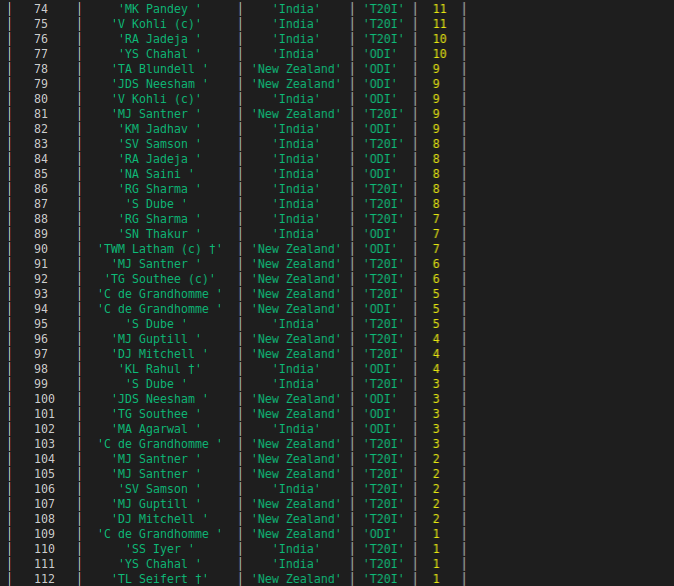 | 74 | 'MK Pandey ' | 'India' | 'T20I' | 11 |
| 75 | 'V Kohli (c)' | 'India' | 'T20I' | 11 |
| 76 | 'RA Jadeja ' | 'India' | 'T20I' | 10 |
| 77 | 'YS Chahal ' | 'India' | 'ODI' | 10 |
| 78 | 'TA Blundell ' | 'New Zealand' | 'ODI' | 9 |
| 79 | 'JDS Neesham ' | 'New Zealand' | 'ODI' | 9 |
| 80 | 'V Kohli (c)' | 'India' | 'ODI' | 9 |
| 81 | 'MJ Santner ' | 'New Zealand' | 'T20I' | 9 |
| 82 | 'KM Jadhav ' | 'India' | 'ODI' | 9 |
| 83 | 'SV Samson ' | 'India' | 'T20I' | 8 |
| 84 | 'RA Jadeja ' | 'India' | 'ODI' | 8 |
| 85 | 'NA Saini ' | 'India' | 'ODI' | 8 |
| 86 | 'RG Sharma ' | 'India' | 'T20I' | 8 |
| 87 | 'S Dube ' | 'India' | 'T20I' | 8 |
| 88 | 'RG Sharma ' | 'India' | 'T20I' | 7 |
| 89 | 'SN Thakur ' | 'India' | 'ODI' | 7 |
| 90 | 'TWM Latham (c) †' | 'New Zealand' | 'ODI' | 7 |
| 91 | 'MJ Santner ' | 'New Zealand' | 'T20I' | 6 |
| 92 | 'TG Southee (c)' | 'New Zealand' | 'T20I' | 6 |
| 93 | 'C de Grandhomme ' | 'New Zealand' | 'T20I' | 5 |
| 94 | 'C de Grandhomme ' | 'New Zealand' | 'ODI' | 5 |
| 95 | 'S Dube ' | 'India' | 'T20I' | 5 |
| 96 | 'MJ Guptill ' | 'New Zealand' | 'T20I' | 4 |
| 97 | 'DJ Mitchell ' | 'New Zealand' | 'T20I' | 4 |
| 98 | 'KL Rahul †' | 'India' | 'ODI' | 4 |
| 99 | 'S Dube ' | 'India' | 'T20I' | 3 |
| 100 | 'JDS Neesham ' | 'New Zealand' | 'ODI' | 3 |
| 101 | 'TG Southee ' | 'New Zealand' | 'ODI' | 3 |
| 102 | 'MA Agarwal ' | 'India' | 'ODI' | 3 |
| 103 | 'C de Grandhomme ' | 'New Zealand' | 'T20I' | 3 |
| 104 | 'MJ Santner ' | 'New Zealand' | 'T20I' | 2 |
| 105 | 'MJ Santner ' | 'New Zealand' | 'T20I' | 2 |
| 106 | 'SV Samson ' | 'India' | 'T20I' | 2 |
| 107 | 'MJ Guptill ' | 'New Zealand' | 'T20I' | 2 |
| 108 | 'DJ Mitchell ' | 'New Zealand' | 'T20I' | 2 |
| 109 | 'C de Grandhomme ' | 'New Zealand' | 'ODI' | 1 |
| 110 | 'SS Iyer ' | 'India' | 'T20I' | 1 |
| 111 | 'YS Chahal ' | 'India' | 'T20I' | 1 |
| 112 | 'TL Seifert †' | 'New Zealand' | 'T20I' | 1 |